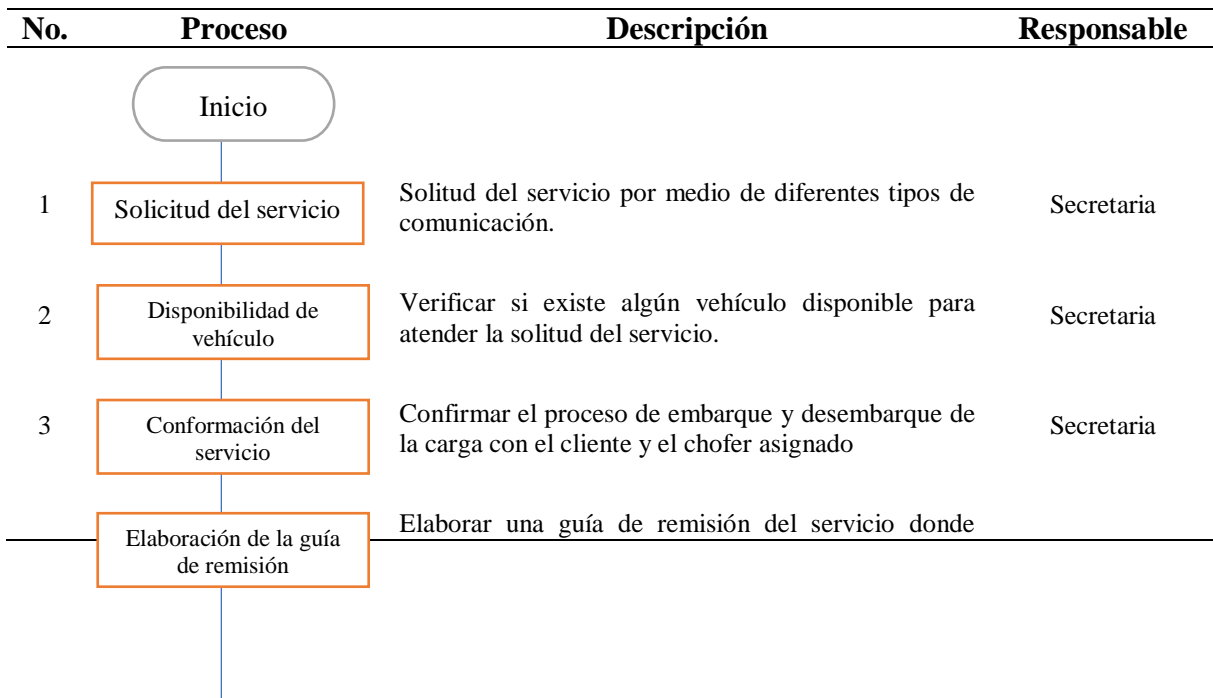 No. Proceso Descripción Responsable
Inicio
1 Solicitud del servicio Solitud del servicio por medio de diferentes tipos de
comunicación. Secretaria
2 Disponibilidad de
vehículo Verificar si existe algún vehículo disponible para
atender la solitud del servicio. Secretaria
3 Conformación del
servicio Confirmar el proceso de embarque y desembarque de
la carga con el cliente y el chofer asignado Secretaria
Elaboración de la guía
de remisión Elaborar una guía de remisión del servicio donde